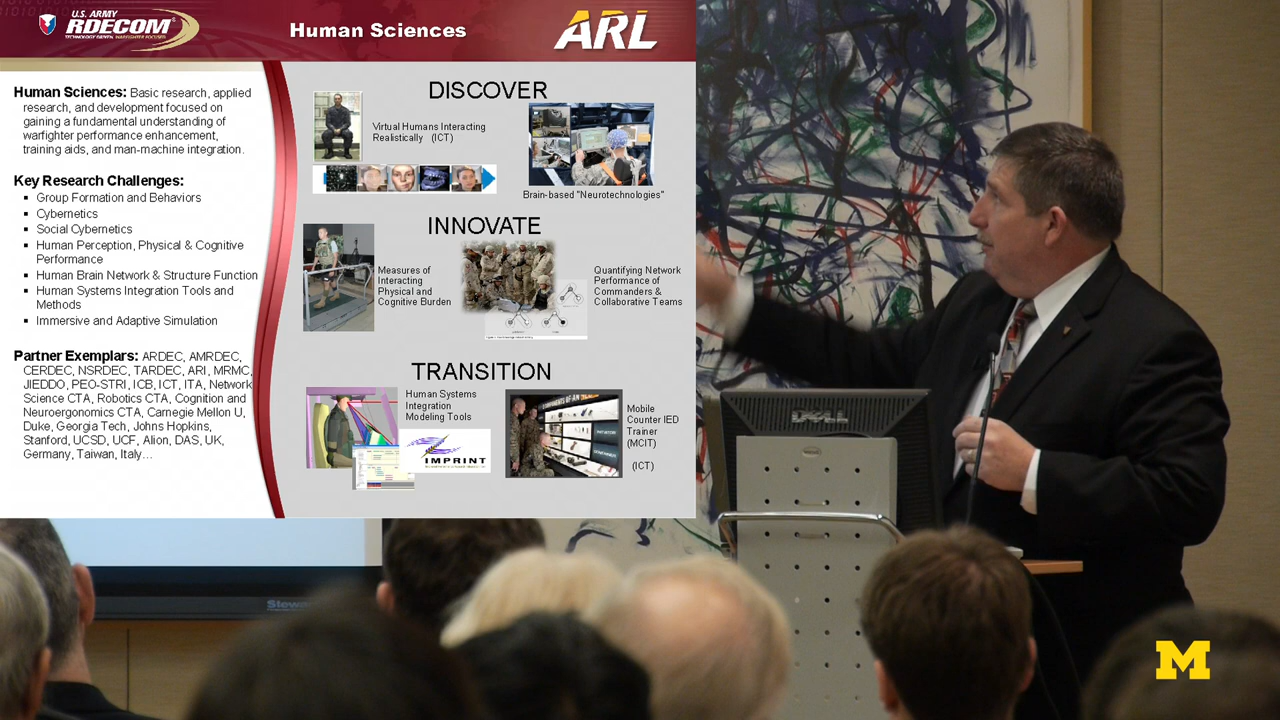 U.S. ARMY
RDECOM®
TECHNOLOGY DRIVEN. WARFIGHTER FOCUSED.
Human Sciences
ARL
Human Sciences: Basic research, applied
research, and development focused on
gaining a fundamental understanding of
warfighter performance enhancement,
training aids, and man-machine integration.
Key Research Challenges:
▪ Group Formation and Behaviors
▪ Cybernetics
▪ Social Cybernetics
▪ Human Perception, Physical & Cognitive
Performance
▪ Human Brain Network & Structure Function
▪ Human Systems Integration Tools and
Methods
▪ Immersive and Adaptive Simulation
Partner Exemplars: ARDEC, AMRDEC,
CERDEC, NSRDEC, TARDEC, ARI, MRMC,
JIEDDO, PEO-STRI, ICB, ICT, ITA, Network
Science CTA, Robotics CTA, Cognition and
Neuroergonomics CTA, Carnegie Mellon U,
Duke, Georgia Tech, Johns Hopkins,
Stanford, UCSD, UCF, Alion, DAS, UK,
Germany, Taiwan, Italy…
DISCOVER
Virtual Humans Interacting
Realistically (ICT)
Brain-based "Neurotechnologies"
INNOVATE
Measures of
Interacting
Physical and
Cognitive Burden
Quantifying Network
Performance of
Commanders &
Collaborative Teams
TRANSITION
Human Systems
Integration
Modeling Tools
IMPRINT
Mobile
Counter IED
Trainer
(MCIT)
(ICT)
DELL
M